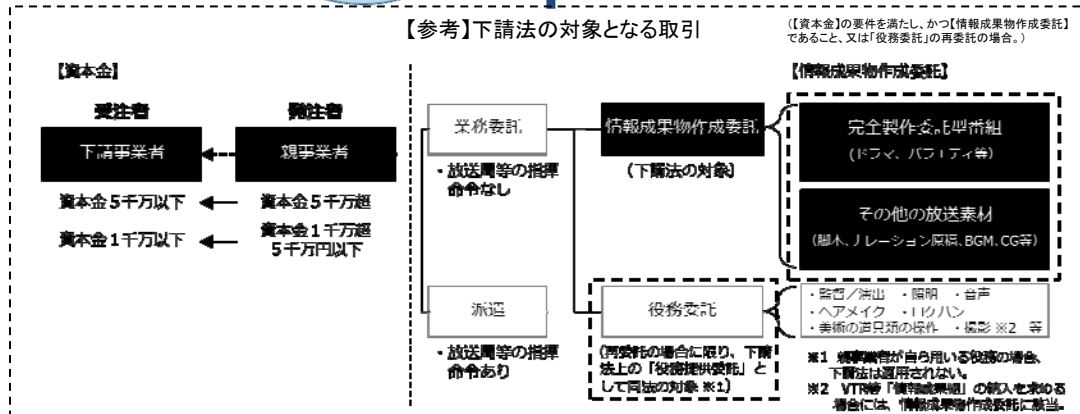 【参考】下請法の対象となる取引
(【資本金】の要件を満たし、かつ【情報成果物作成委託】
であること、又は「役務委託」の再委託の場合。)
【資本金】
受注者
発注者
下請事業者
親事業者
資本金5千万以下
資本金5千万超
資本金1千万以下
資本金1千万超
5千万円以下
業務委託
・放送局等の指揮
命令なし
派遣
・放送局等の指揮
命令あり
情報成果物作成委託
(下請法の対象)
役務委託
(再委託の場合に限り、下請
法上の「役務提供委託」と
して同法の対象 ※1)
【情報成果物作成委託】
完全製作委託型番組
(ドラマ、バラエティ等)
その他の放送素材
(脚本、ナレーション原稿、BGM、CG等)
・監督/演出 ・照明 ・音声
・ヘアメイク ・ロケハン
・美術の道具類の操作 ・撮影 ※2 等
※1 親事業者が自ら用いる役務の場合、
下請法は適用されない。
※2 VTR等「情報成果物」の納入を求める
場合には、情報成果物作成委託に該当。